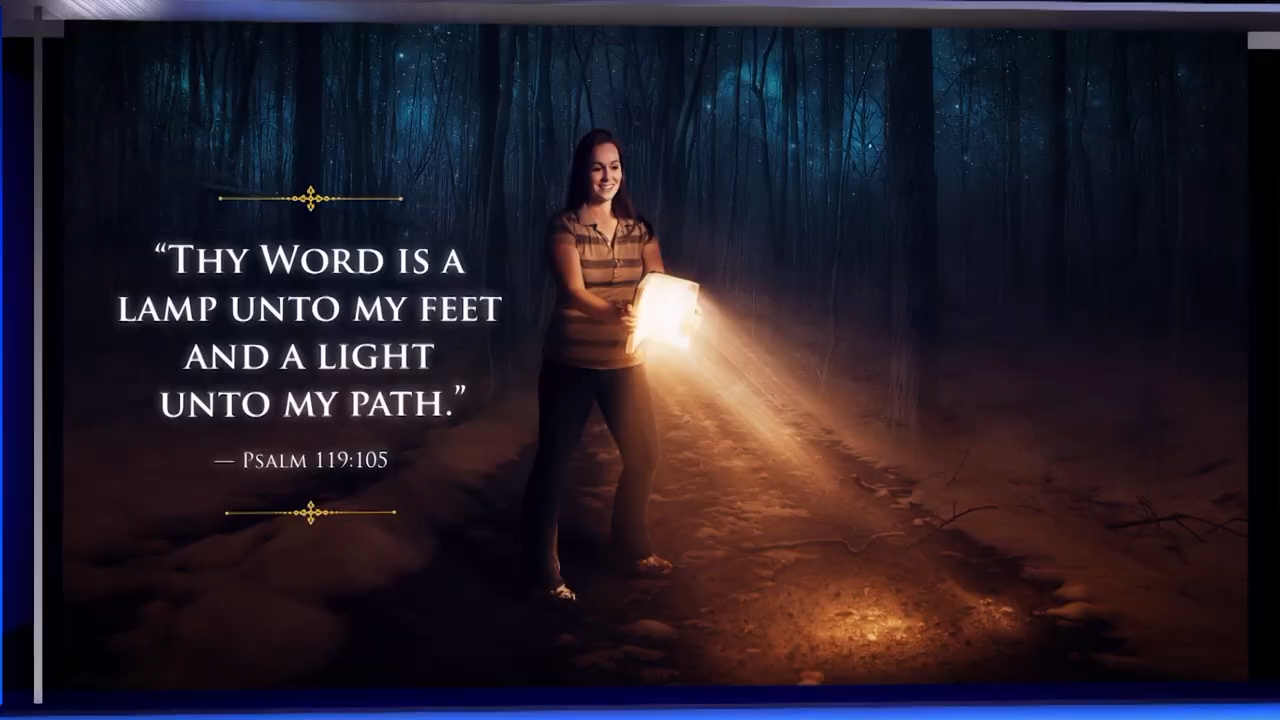 “Thy Word is a
lamp unto my feet
and a light
unto my path.”
— Psalm 119:105